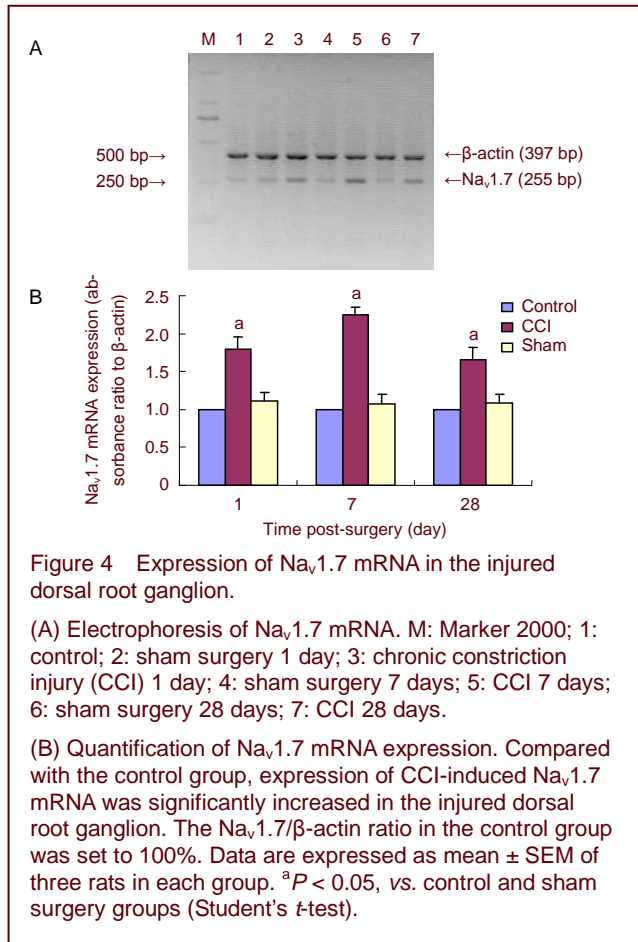 A
M 1 2 3 4 5 6 7
500 bp→ ←β-actin (397 bp)
250 bp→ ←Naᵥ1.7 (255 bp)
B
Naᵥ1.7 mRNA expression (ab-
sorbance ratio to β-actin)
2.5
2.0
1.5
1.0
0.5
0
a a a
Control
CCI
Sham
1 7 28
Time post-surgery (day)
Figure 4 Expression of Naᵥ1.7 mRNA in the injured
dorsal root ganglion.
(A) Electrophoresis of Naᵥ1.7 mRNA. M: Marker 2000; 1:
control; 2: sham surgery 1 day; 3: chronic constriction
injury (CCI) 1 day; 4: sham surgery 7 days; 5: CCI 7 days;
6: sham surgery 28 days; 7: CCI 28 days.
(B) Quantification of Naᵥ1.7 mRNA expression. Compared
with the control group, expression of CCI-induced Naᵥ1.7
mRNA was significantly increased in the injured dorsal
root ganglion. The Naᵥ1.7/β-actin ratio in the control group
was set to 100%. Data are expressed as mean ± SEM of
three rats in each group. ᵃP < 0.05, vs. control and sham
surgery groups (Student's t-test).